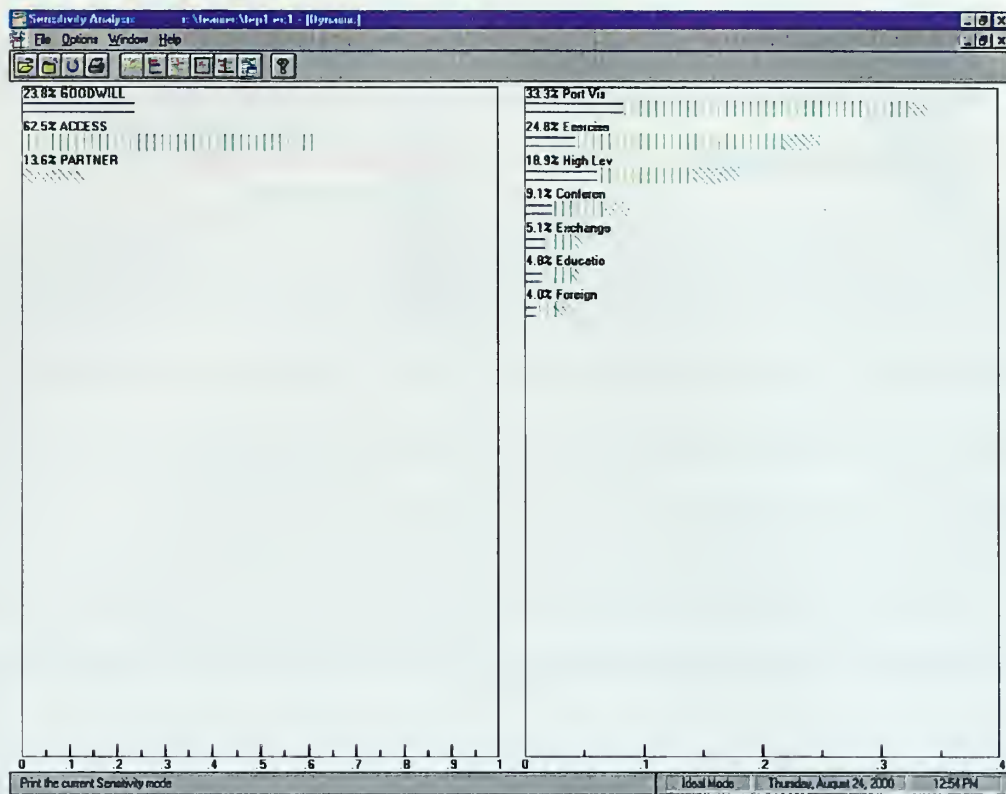 Sensitivity Analysis
File Options Window Help
23.8% GOODWILL
62.5% ACCESS
13.6% PARTNER
0 .1 .2 .3 .4 .5 .6 .7 .8 .9 1
33.3% Port Vis
24.8% Exercise
18.9% High Lev
9.1% Conferen
5.1% Exchange
4.8% Educatio
4.0% Foreign
0 .1 .2 .3 .4
Print the current Sensitivity mode
Ideal Mode
Thursday, August 24, 2000
12:54 PM